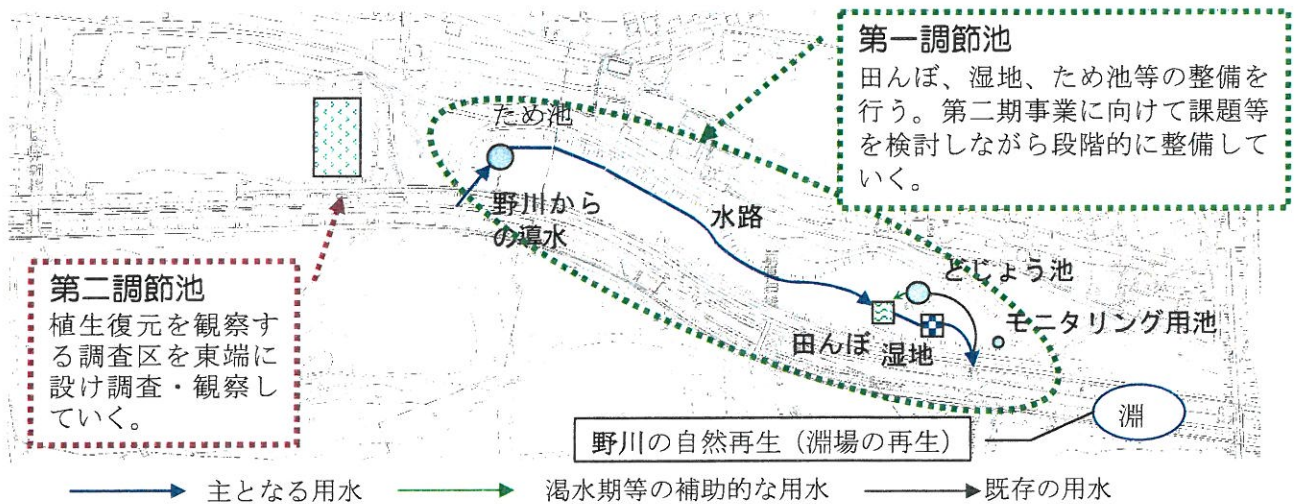 第一調節池
田んぼ、湿地、ため池等の整備を
行う。第二期事業に向けて課題等
を検討しながら段階的に整備して
いく。
ため池
野川から
の導水
水路
どじょう池
モニタリング用池
田んぼ
湿地
第二調節池
植生復元を観察す
る調査区を東端に
設け調査・観察し
ていく。
淵
野川の自然再生（淵場の再生）
主となる用水
渇水期等の補助的な用水
既存の用水